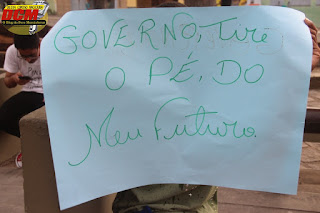 GOVERNO, Tire
O PÉ, DO
Meu Futuro.